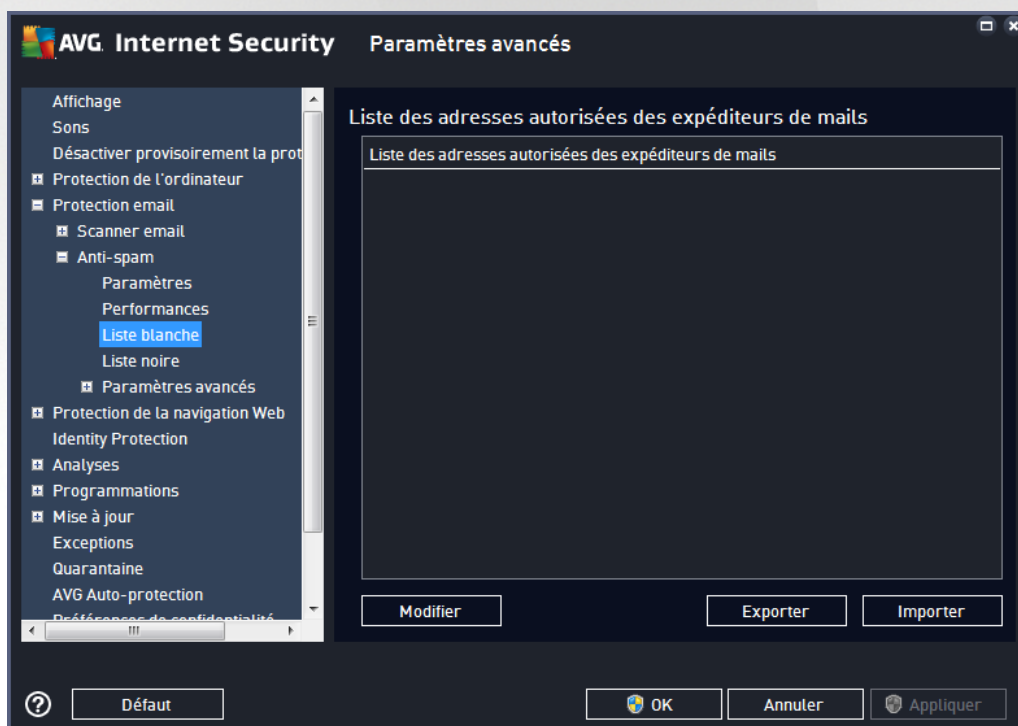 AVG. Internet Security
Paramètres avancés
Affichage
Sons
Désactiver provisoirement la prot
Protection de l'ordinateur
Protection email
Scanner email
Anti-spam
Paramètres
Performances
Liste blanche
Liste noire
Paramètres avancés
Protection de la navigation Web
Identity Protection
Analyses
Programmations
Mise à jour
Exceptions
Quarantaine
AVG Auto-protection
Préférences de confidentialité
Liste des adresses autorisées des expéditeurs de mails
Liste des adresses autorisées des expéditeurs de mails
Modifier
Exporter
Importer
Défaut
OK
Annuler
Appliquer